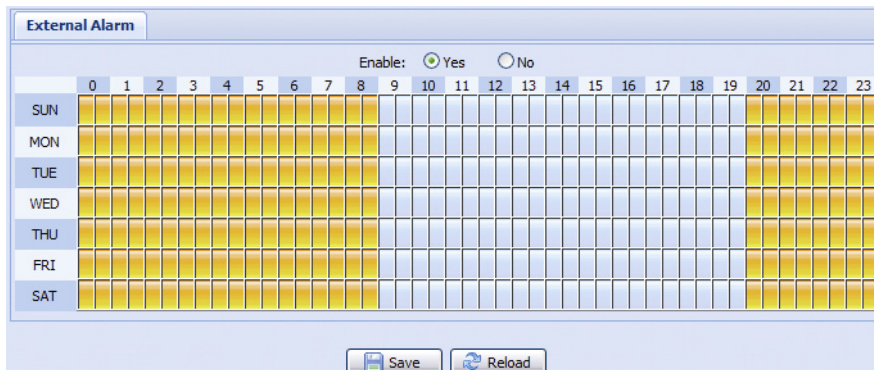 External Alarm
Enable: Yes No
0 1 2 3 4 5 6 7 8 9 10 11 12 13 14 15 16 17 18 19 20 21 22 23
SUN
MON
TUE
WED
THU
FRI
SAT
Save Reload